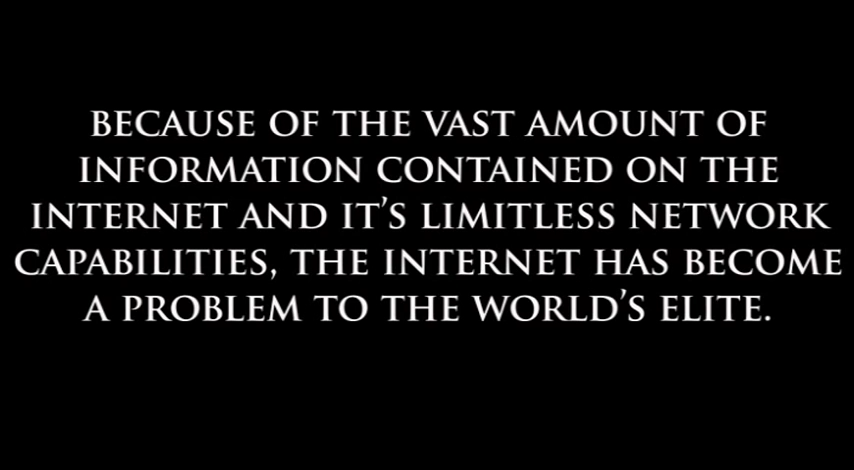 BECAUSE OF THE VAST AMOUNT OF
INFORMATION CONTAINED ON THE
INTERNET AND IT’S LIMITLESS NETWORK
CAPABILITIES, THE INTERNET HAS BECOME
A PROBLEM TO THE WORLD’S ELITE.